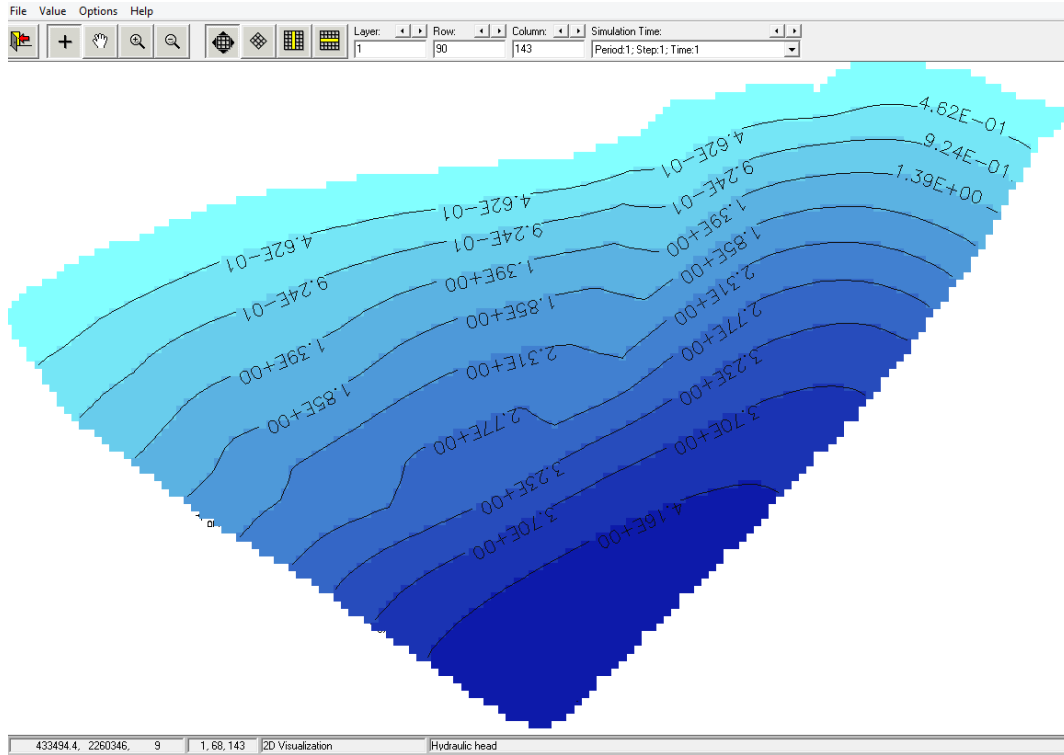 File Value Options Help
Layer: Row: Column: Simulation Time:
1 90 143 Period:1; Step:1; Time:1
4.62E-01
4.62E-01
9.24E-01
9.24E-01
1.39E+00
4.62E-01
1.39E+00
4.62E-01
9.24E-01
1.85E+00
1.39E+00
2.31E+00
9.24E-01
1.85E+00
2.77E+00
2.31E+00
3.23E+00
1.39E+00
1.85E+00
3.70E+00
2.77E+00
3.23E+00
3.70E+00
4.16E+00
433494.4, 2260346, 9 1, 68, 143 2D Visualization Hydraulic head